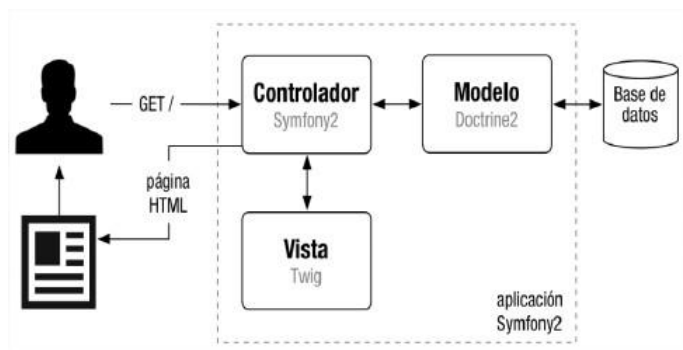 GET /
Controlador
Symfony2
Modelo
Doctrine2
Base de
datos
página
HTML
Vista
Twig
aplicación
Symfony2